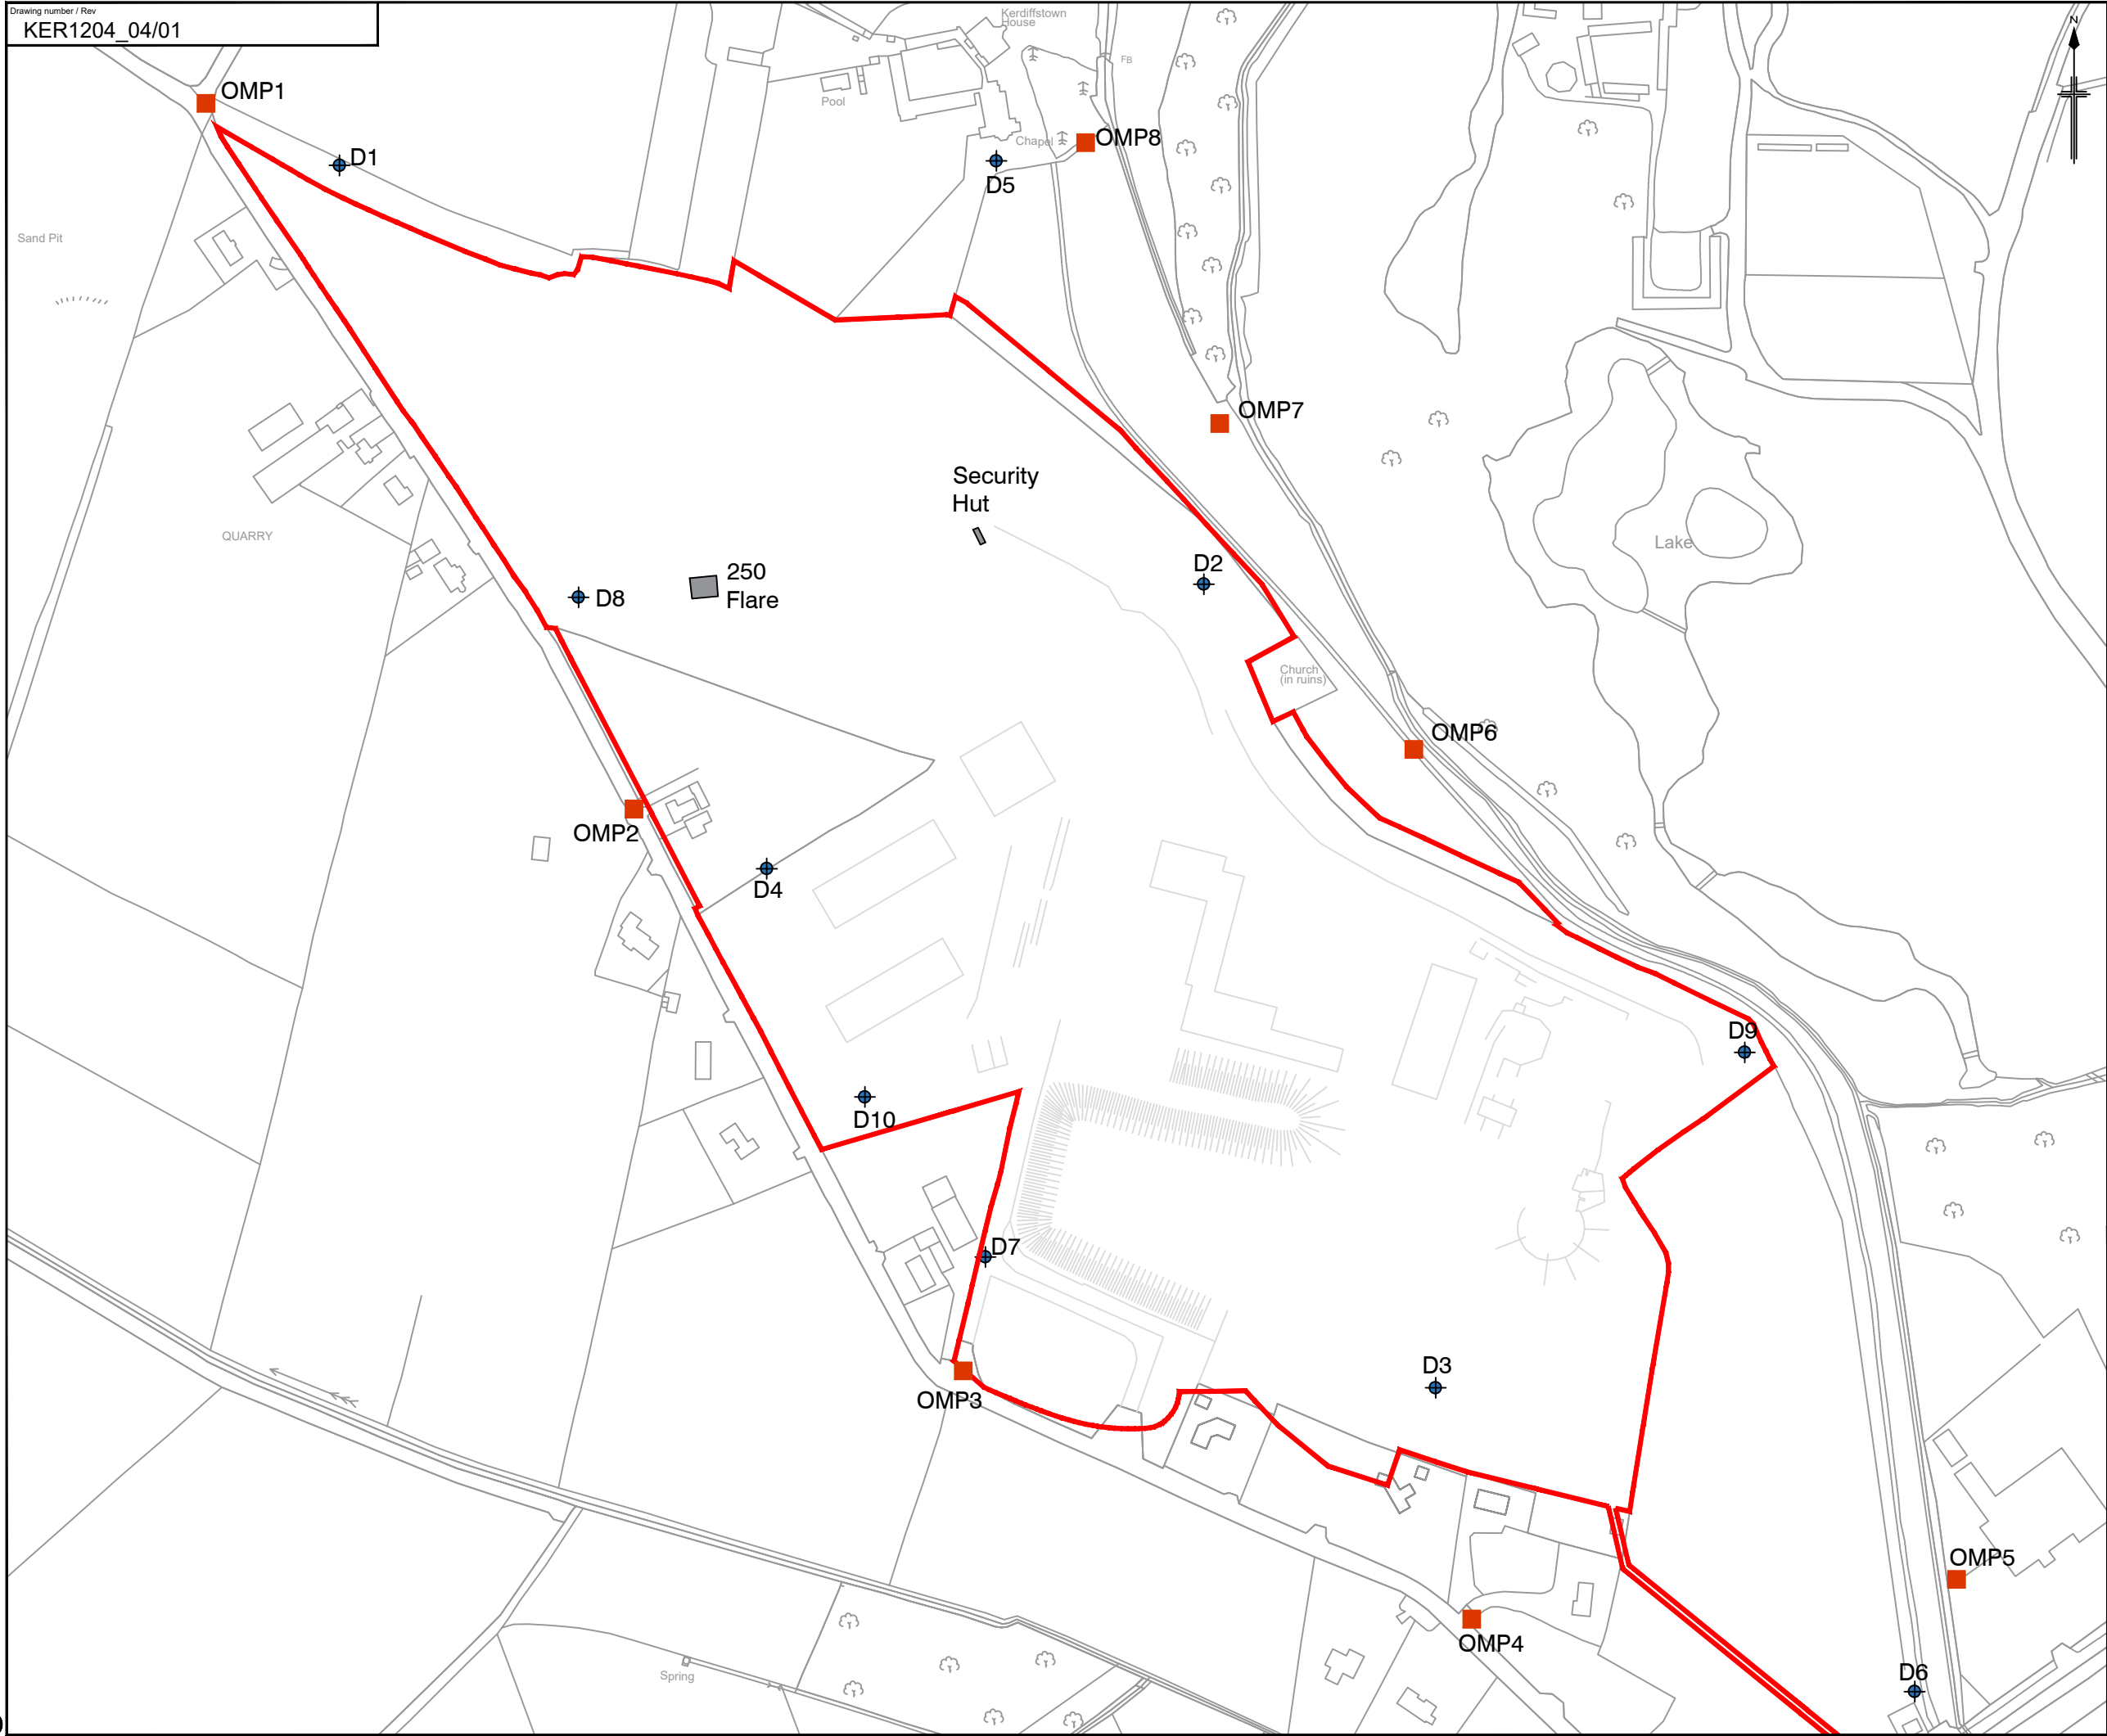 Drawing number / Rev
KER1204_04/01
Kerdiffstown
House
N
FB
OMP1
Pool
Chapel
OMP8
D1
D5
Sand Pit
OMP7
Security
Hut
QUARRY
Lake
D2
250
Flare
D8
Church
(in ruins)
OMP6
OMP2
D4
D9
D10
D7
D3
OMP3
OMP5
OMP4
Spring
D6